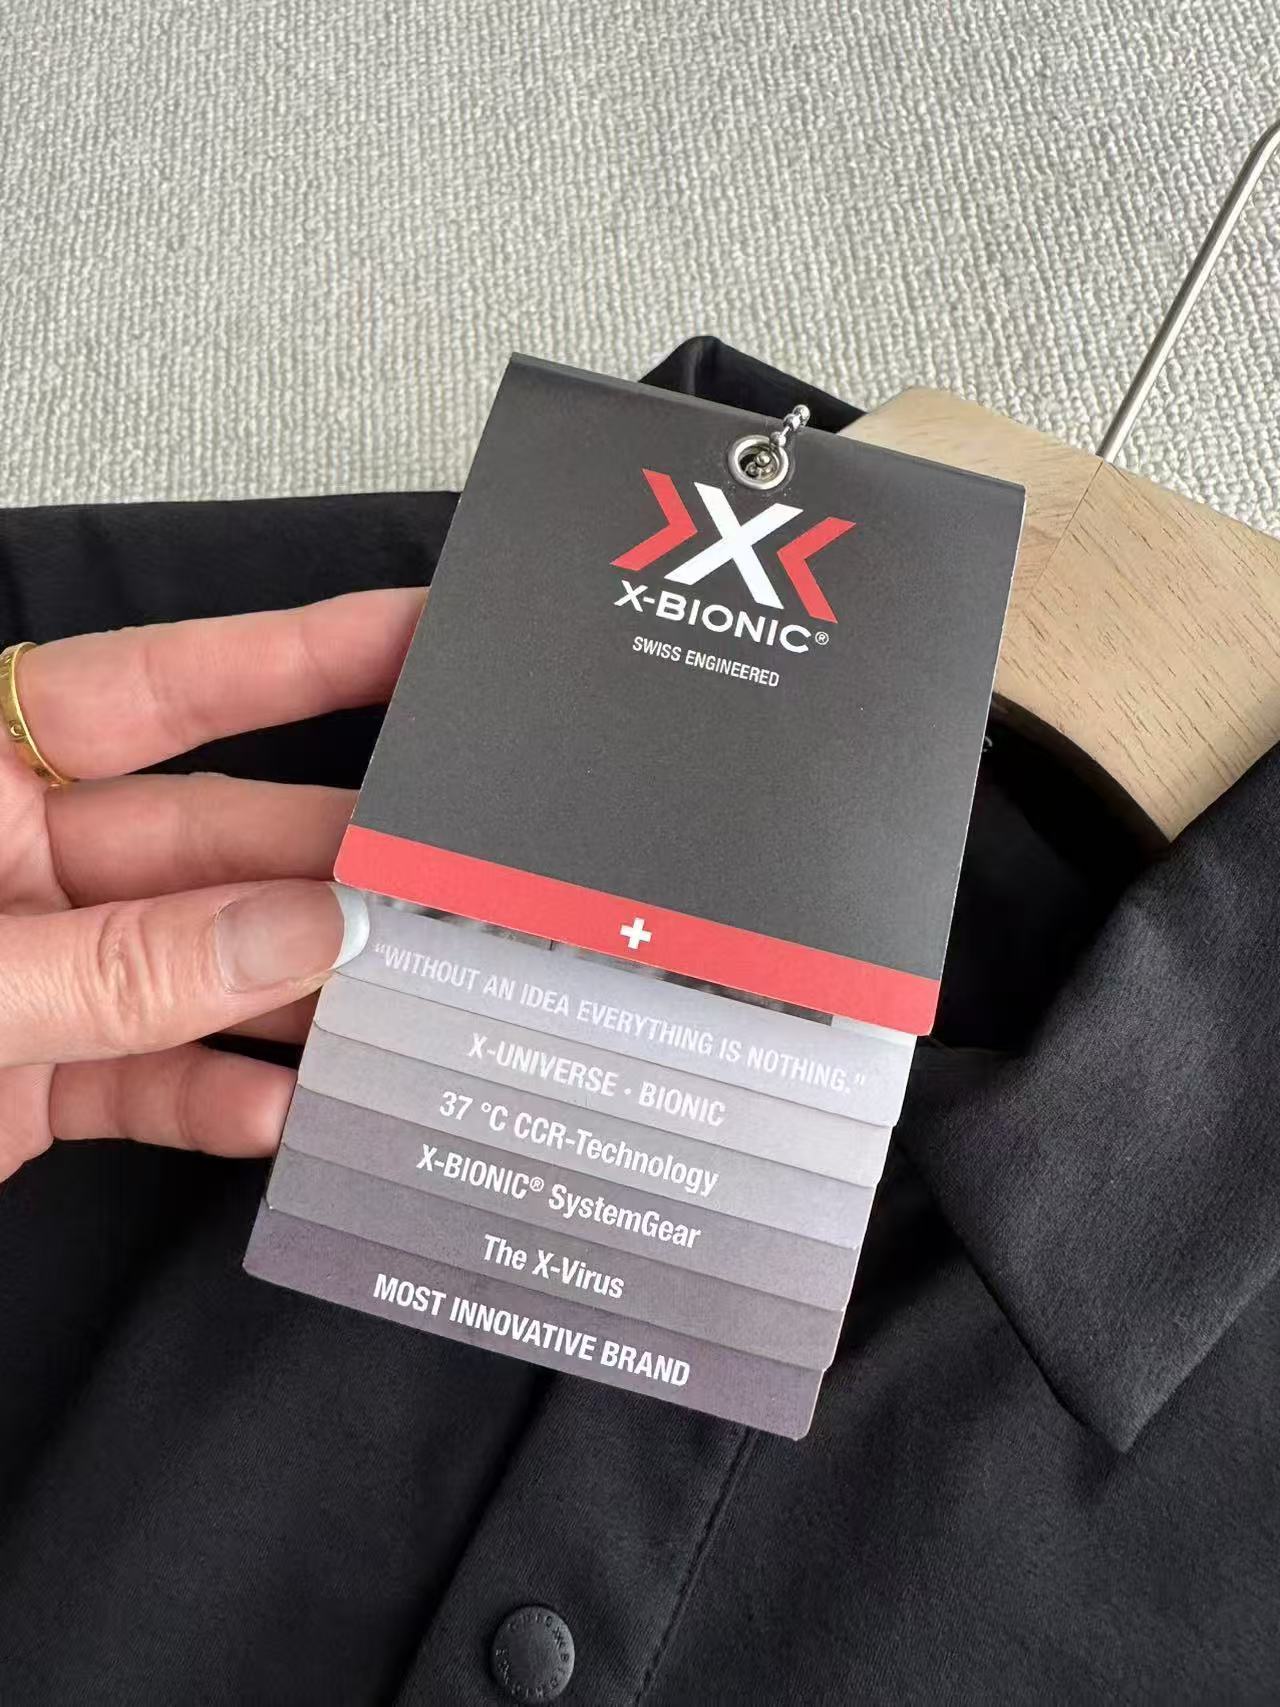 X-BIONIC®
SWISS ENGINEERED
“WITHOUT AN IDEA EVERYTHING IS NOTHING.”
X-UNIVERSE • BIONIC
37 °C CCR-Technology
X-BIONIC® SystemGear
The X-Virus
MOST INNOVATIVE BRAND